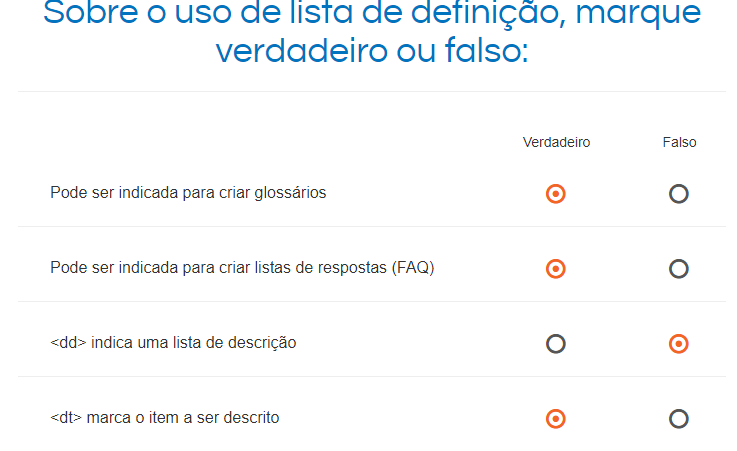 Sobre o uso de lista de definição, marque
verdadeiro ou falso:
Verdadeiro Falso
Pode ser indicada para criar glossários
Pode ser indicada para criar listas de respostas (FAQ)
<dd> indica uma lista de descrição
<dt> marca o item a ser descrito